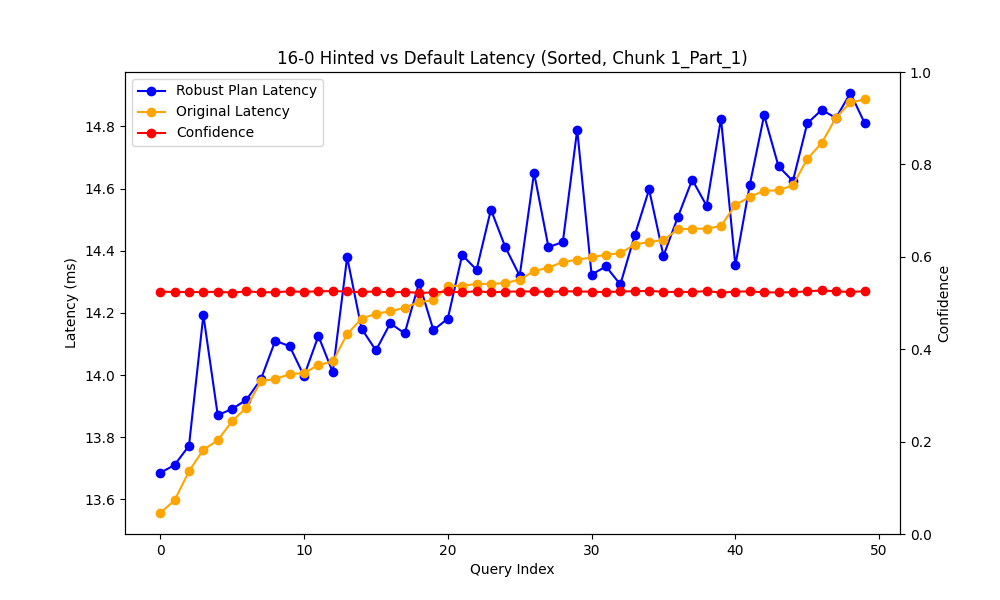 16-0 Hinted vs Default Latency (Sorted, Chunk 1_Part_1)
Robust Plan Latency
Original Latency
Confidence
14.8
14.6
14.4
14.2
14.0
13.8
13.6
Latency (ms)
1.0
0.8
0.6
0.4
0.2
0.0
Confidence
0 10 20 30 40 50
Query Index